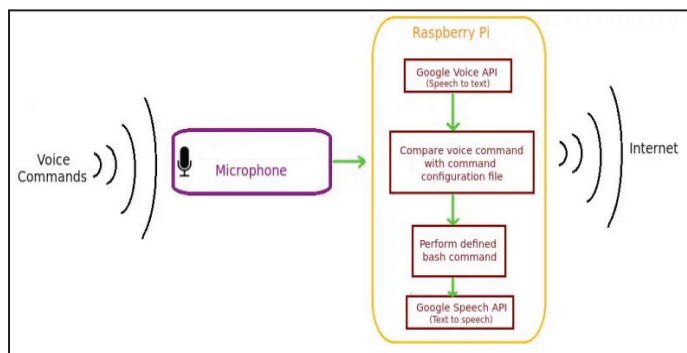 Raspberry Pi
Google Voice API
(Speech to text)
Voice
Commands
Microphone
Compare voice command
with command
configuration file
Internet
Perform defined
bash command
Google Speech API
(Text to speech)